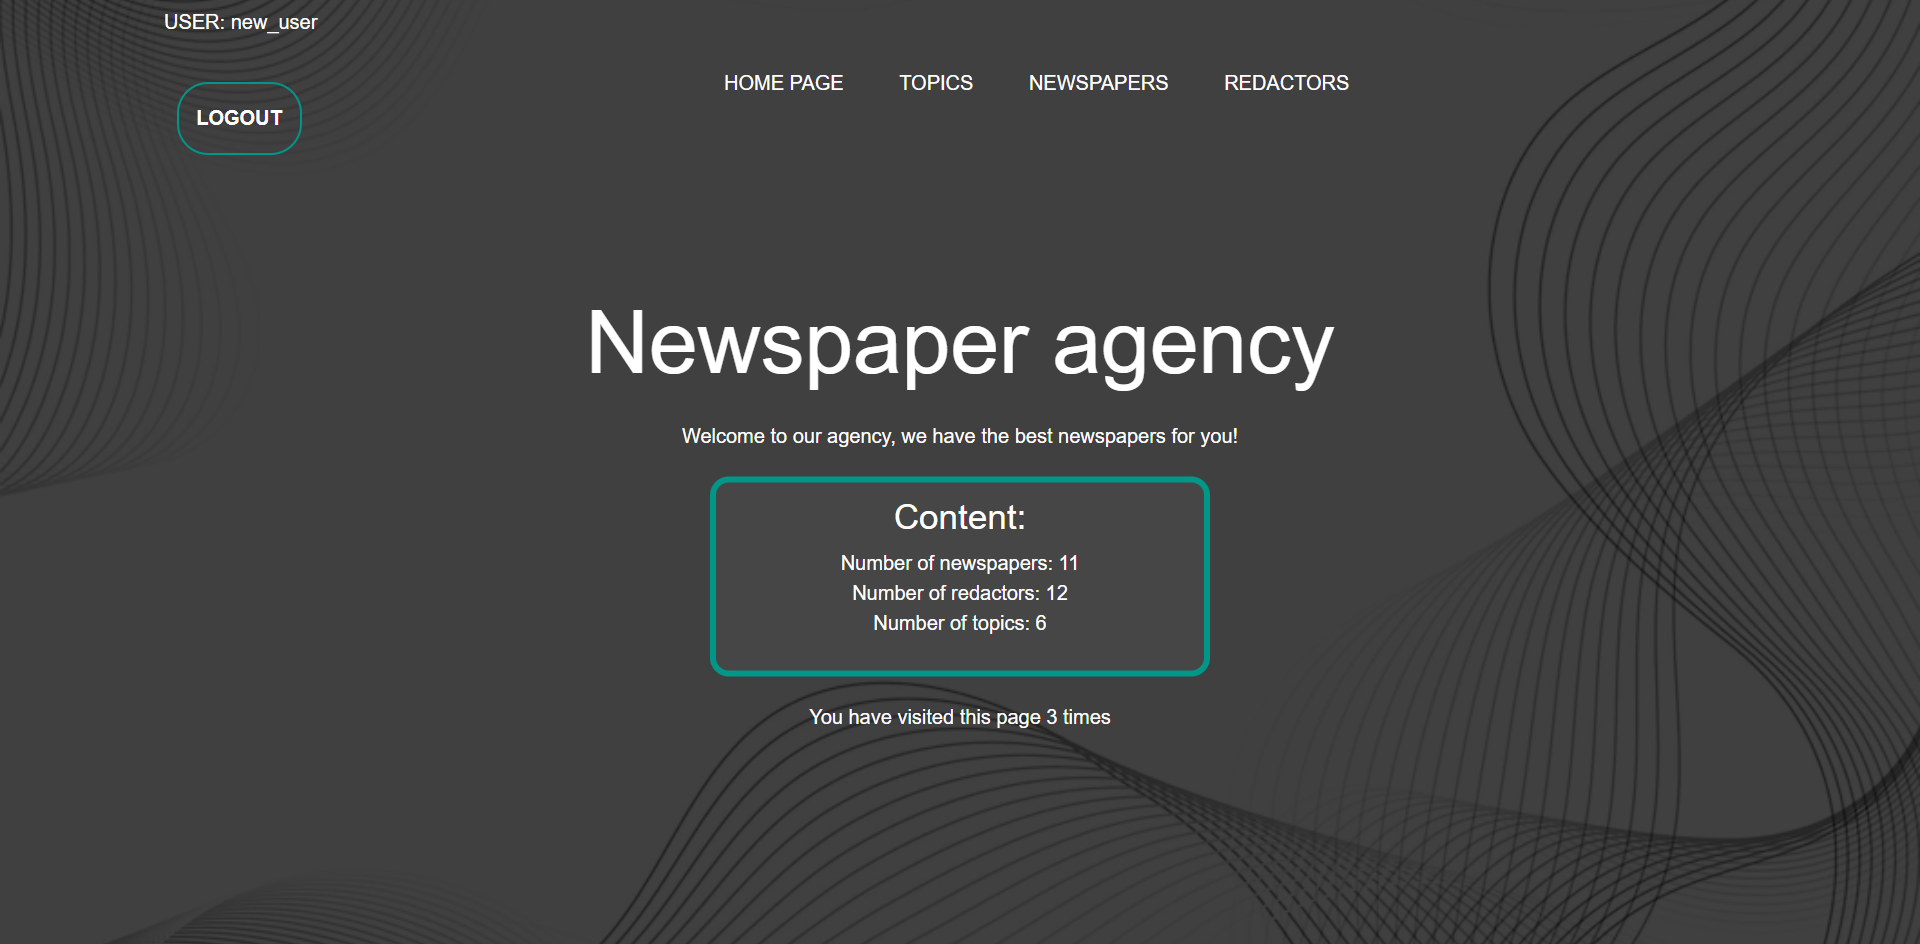 USER: new_user
LOGOUT
HOME PAGE TOPICS NEWSPAPERS REDACTORS
Newspaper agency
Welcome to our agency, we have the best newspapers for you!
Content:
Number of newspapers: 11
Number of redactors: 12
Number of topics: 6
You have visited this page 3 times